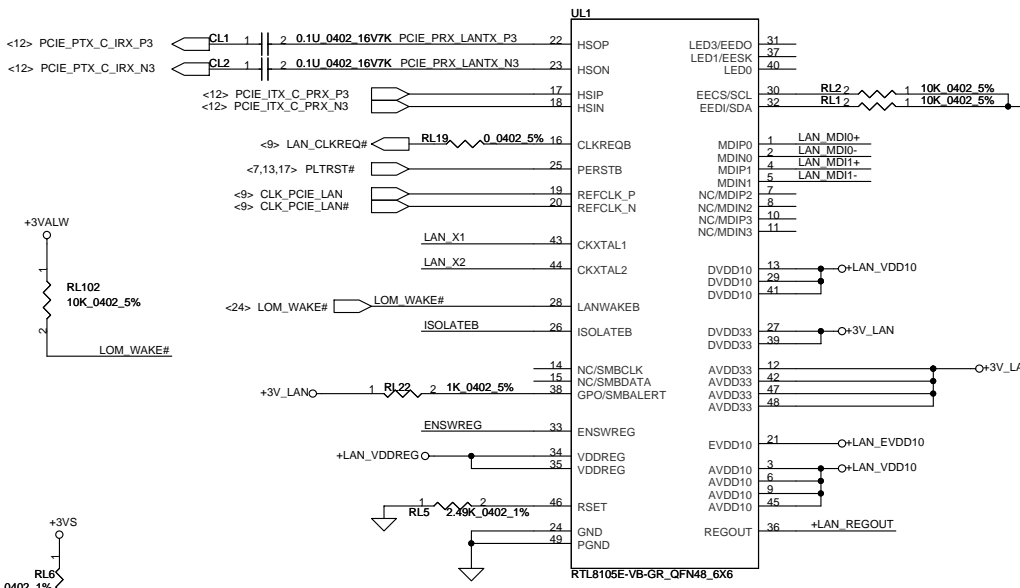 UL1
<12> PCIE_PTX_C_IRX_P3 CL1 1 2 0.1U_0402_16V7K PCIE_PRX_LANTX_P3 22 HSOP
<12> PCIE_PTX_C_IRX_N3 CL2 1 2 0.1U_0402_16V7K PCIE_PRX_LANTX_N3 23 HSON
<12> PCIE_ITX_C_PRX_P3 17 HSIP
<12> PCIE_ITX_C_PRX_N3 18 HSIN
<9> LAN_CLKREQ# RL19 0_0402_5% 16 CLKREQB
<7,13,17> PLTRST# 25 PERSTB
<9> CLK_PCIE_LAN 19 REFCLK_P
<9> CLK_PCIE_LAN# 20 REFCLK_N
LAN_X1 43 CKXTAL1
LAN_X2 44 CKXTAL2
<24> LOM_WAKE# LOM_WAKE# 28 LANWAKEB
ISOLATEB 26 ISOLATEB
14 NC/SMBCLK
15 NC/SMBDATA
+3V_LAN 1 RL22 2 1K_0402_5% 38 GPO/SMBALERT
ENSWREG 33 ENSWREG
+LAN_VDDREG 34 VDDREG
35 VDDREG
1 RL5 2 2.49K_0402_1% 46 RSET
24 GND
49 PGND
LED3/EEDO 31
LED1/EESK 37
LED0 40
EECS/SCL 30 RL2 2 1 10K_0402_5%
EEDI/SDA 32 RL1 2 1 10K_0402_5%
MDIP0 1 LAN_MDI0+
MDIN0 2 LAN_MDI0-
MDIP1 4 LAN_MDI1+
MDIN1 5 LAN_MDI1-
NC/MDIP2 7
NC/MDIN2 8
NC/MDIP3 10
NC/MDIN3 11
DVDD10 13 +LAN_VDD10
DVDD10 29
DVDD10 41
DVDD33 27 +3V_LAN
DVDD33 39
AVDD33 12 +3V_LA
AVDD33 42
AVDD33 47
AVDD33 48
EVDD10 21 +LAN_EVDD10
AVDD10 3 +LAN_VDD10
AVDD10 6
AVDD10 9
AVDD10 45
REGOUT 36 +LAN_REGOUT
RTL8105E-VB-GR_QFN48_6X6
+3VALW
1
RL102
10K_0402_5%
2
LOM_WAKE#
+3VS
1
RL6
0402_1%